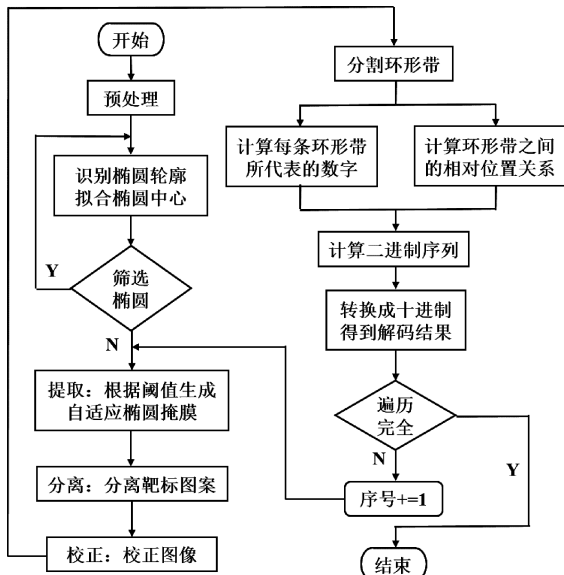 开始
预处理
识别椭圆轮廓
拟合椭圆中心
筛选
椭圆
Y
N
提取：根据阈值生成
自适应椭圆掩膜
分离：分离靶标图案
校正：校正图像
分割环形带
计算每条环形带
所代表的数字
计算环形带之间
的相对位置关系
计算二进制序列
转换成十进制
得到解码结果
遍历
完全
N
Y
序号+=1
结束